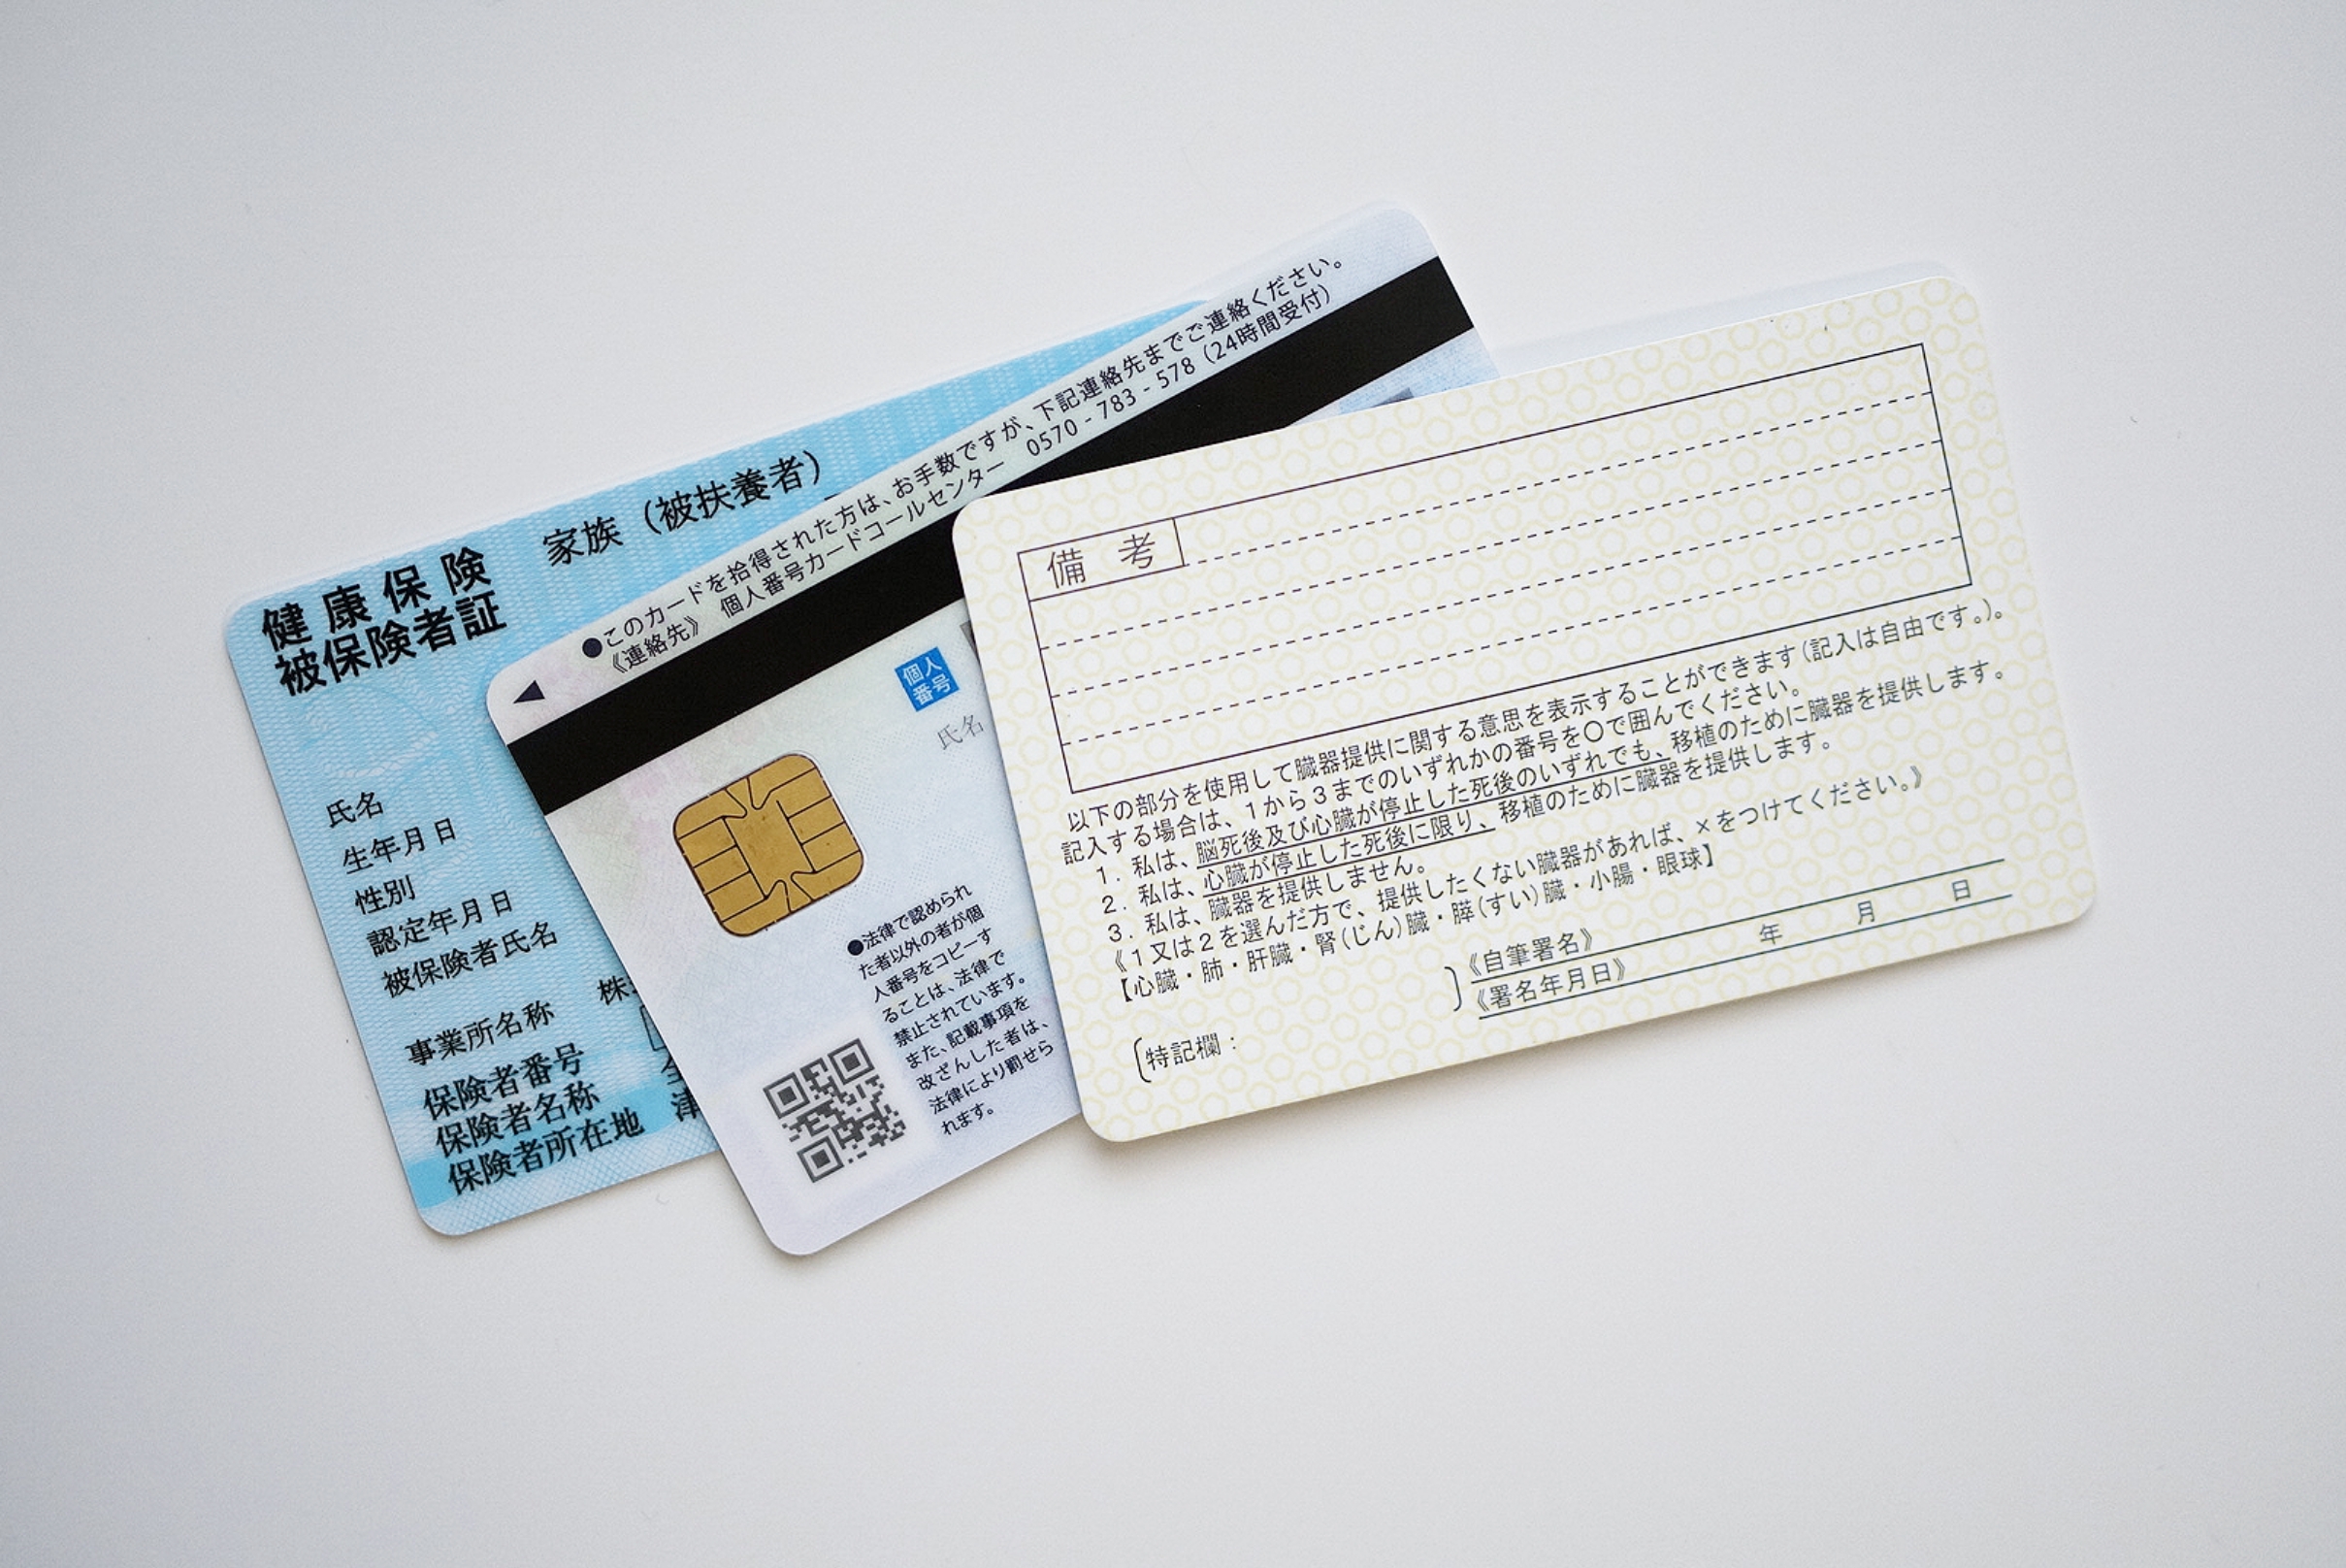 健康保険
被保険者証
家族（被扶養者）
氏名
生年月日
性別
認定年月日
被保険者氏名
事業所名称 株
保険者番号
保険者名称
保険者所在地 津
●このカードを拾得された方は、お手数ですが、下記連絡先までご連絡ください。
《連絡先》 個人番号カードコールセンター 0570-783-578（24時間受付）
個人
番号
氏名
●法律で認められ
た者以外の者が個
人番号をコピーす
ることは、法律で
禁止されています。
また、記載事項を
改ざんした者は、
法律により罰せら
れます。
備考
以下の部分を使用して臓器提供に関する意思を表示することができます(記入は自由です。)。
記入する場合は、1から3までのいずれかの番号を〇で囲んでください。
1. 私は、脳死後及び心臓が停止した死後のいずれでも、移植のために臓器を提供します。
2. 私は、心臓が停止した死後に限り、移植のために臓器を提供します。
3. 私は、臓器を提供しません。
《1又は2を選んだ方で、提供したくない臓器があれば、×をつけてください。》
【心臓・肺・肝臓・腎(じん)臓・膵(すい)臓・小腸・眼球】
〔特記欄： 〕
《自筆署名》
《署名年月日》 年 月 日